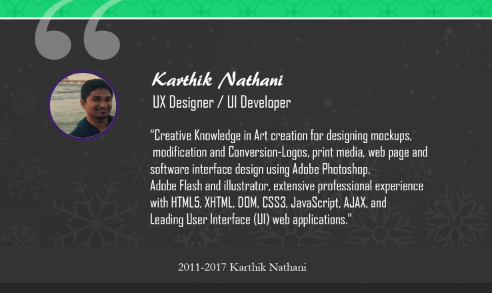 Karthik Nathani
UX Designer / UI Developer
"Creative Knowledge in Art creation for designing mockups,
modification and Conversion-Logos, print media, web page and
software interface design using Adobe Photoshop.
Adobe Flash and illustrator, extensive professional experience
with HTML5, XHTML, DOM, CSS3, JavaScript, AJAX, and
Leading User Interface (UI) web applications."
2011-2017 Karthik Nathani